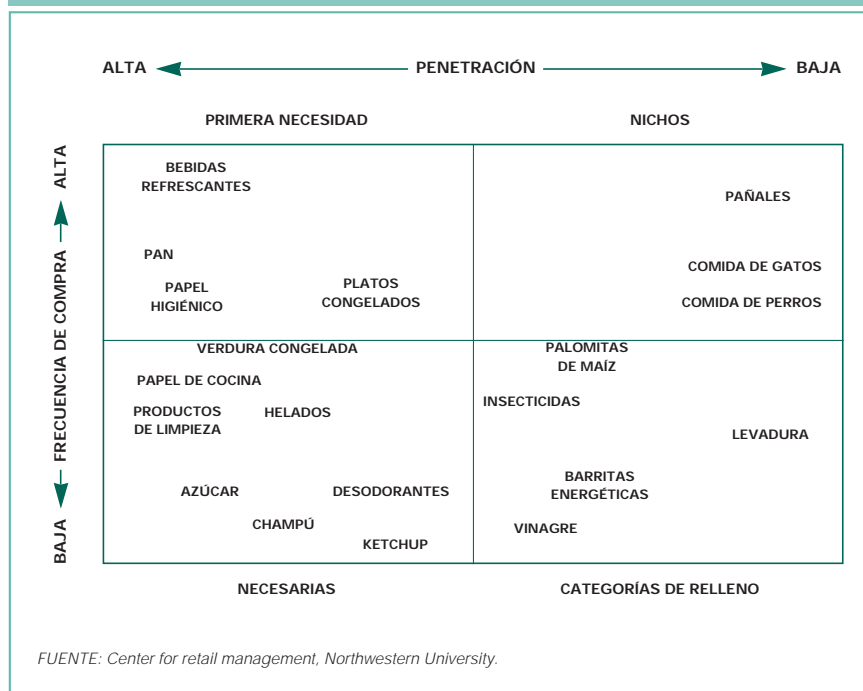 ALTA PENETRACIÓN BAJA
PRIMERA NECESIDAD NICHOS
ALTA
FRECUENCIA DE COMPRA
BAJA
BEBIDAS
REFRESCANTES
PAN
PAPEL
HIGIÉNICO
PLATOS
CONGELADOS
PAÑALES
COMIDA DE GATOS
COMIDA DE PERROS
VERDURA CONGELADA
PAPEL DE COCINA
PRODUCTOS
DE LIMPIEZA
HELADOS
AZÚCAR
DESODORANTES
CHAMPÚ
KETCHUP
PALOMITAS
DE MAÍZ
INSECTICIDAS
LEVADURA
BARRITAS
ENERGÉTICAS
VINAGRE
NECESARIAS CATEGORÍAS DE RELLENO
FUENTE: Center for retail management, Northwestern University.